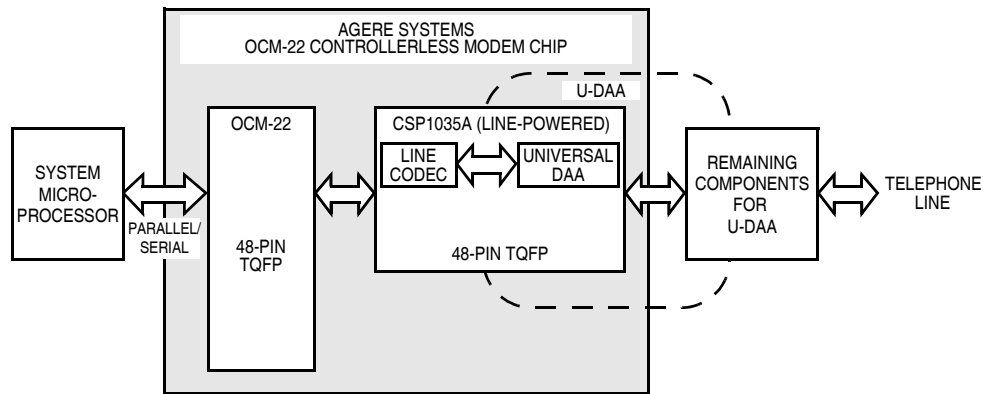 AGERE SYSTEMS
OCM-22 CONTROLLERLESS MODEM CHIP
U-DAA
OCM-22
CSP1035A (LINE-POWERED)
LINE
CODEC
UNIVERSAL
DAA
SYSTEM
MICRO-
PROCESSOR
PARALLEL/
SERIAL
48-PIN
TQFP
48-PIN TQFP
REMAINING
COMPONENTS
FOR
U-DAA
TELEPHONE
LINE